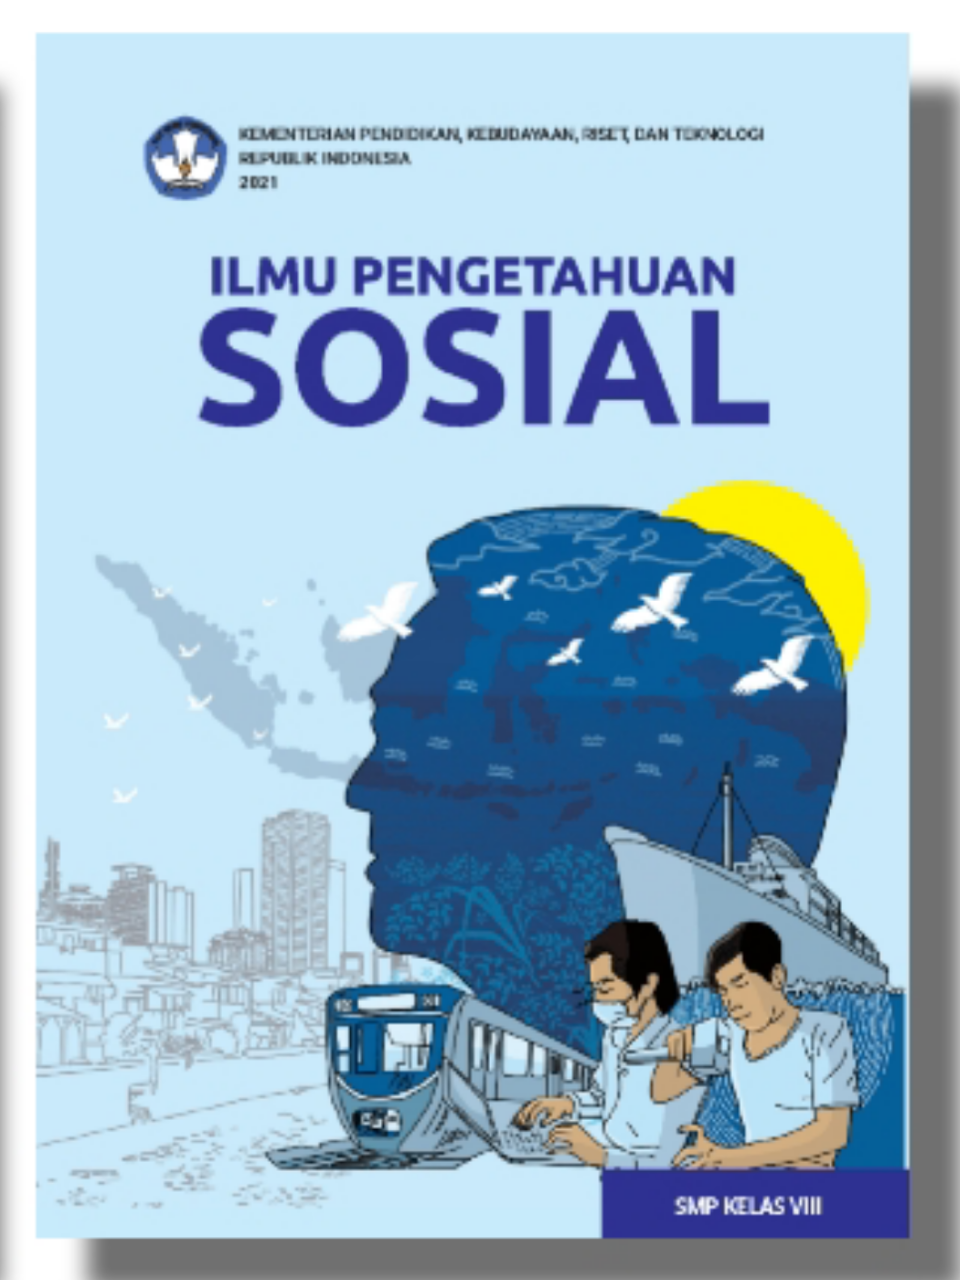 KEMENTERIAN PENDIDIKAN, KEBUDAYAAN, RISET, DAN TEKNOLOGI
REPUBLIK INDONESIA
2021
ILMU PENGETAHUAN
SOSIAL
SMP KELAS VIII